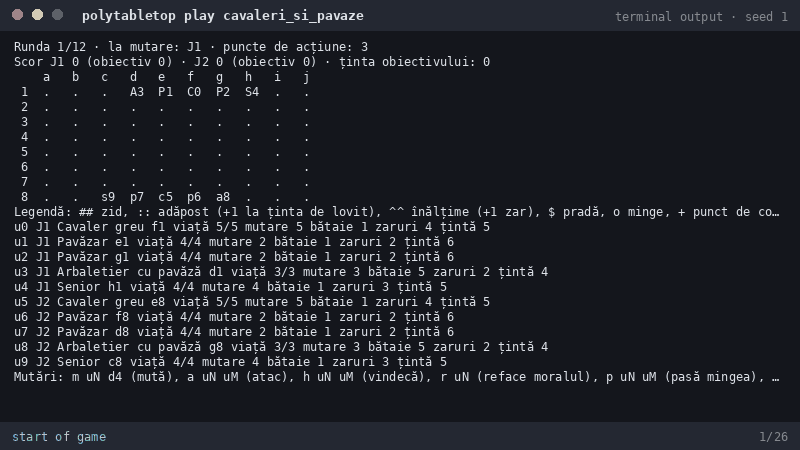 polytabletop play cavaleri_si_pavaze
terminal output · seed 1
Runda 1/12 · la mutare: J1 · puncte de acțiune: 3
Scor J1 0 (obiectiv 0) · J2 0 (obiectiv 0) · ținta obiectivului: 0
a b c d e f g h i j
1 . . . A3 P1 C0 P2 S4 . .
2 . . . . . . . . . .
3 . . . . . . . . . .
4 . . . . . . . . . .
5 . . . . . . . . . .
6 . . . . . . . . . .
7 . . . . . . . . . .
8 . . s9 p7 c5 p6 a8 . . .
Legendă: ## zid, :: adăpost (+1 la ținta de lovit), ^^ înălțime (+1 zar), $ pradă, o minge, + punct de co…
u0 J1 Cavaler greu f1 viață 5/5 mutare 5 bătaie 1 zaruri 4 țintă 5
u1 J1 Pavăzar e1 viață 4/4 mutare 2 bătaie 1 zaruri 2 țintă 6
u2 J1 Pavăzar g1 viață 4/4 mutare 2 bătaie 1 zaruri 2 țintă 6
u3 J1 Arbaletier cu pavăză d1 viață 3/3 mutare 3 bătaie 5 zaruri 2 țintă 4
u4 J1 Senior h1 viață 4/4 mutare 4 bătaie 1 zaruri 3 țintă 5
u5 J2 Cavaler greu e8 viață 5/5 mutare 5 bătaie 1 zaruri 4 țintă 5
u6 J2 Pavăzar f8 viață 4/4 mutare 2 bătaie 1 zaruri 2 țintă 6
u7 J2 Pavăzar d8 viață 4/4 mutare 2 bătaie 1 zaruri 2 țintă 6
u8 J2 Arbaletier cu pavăză g8 viață 3/3 mutare 3 bătaie 5 zaruri 2 țintă 4
u9 J2 Senior c8 viață 4/4 mutare 4 bătaie 1 zaruri 3 țintă 5
Mutări: m uN d4 (mută), a uN uM (atac), h uN uM (vindecă), r uN (reface moralul), p uN uM (pasă mingea), …
start of game
1/26